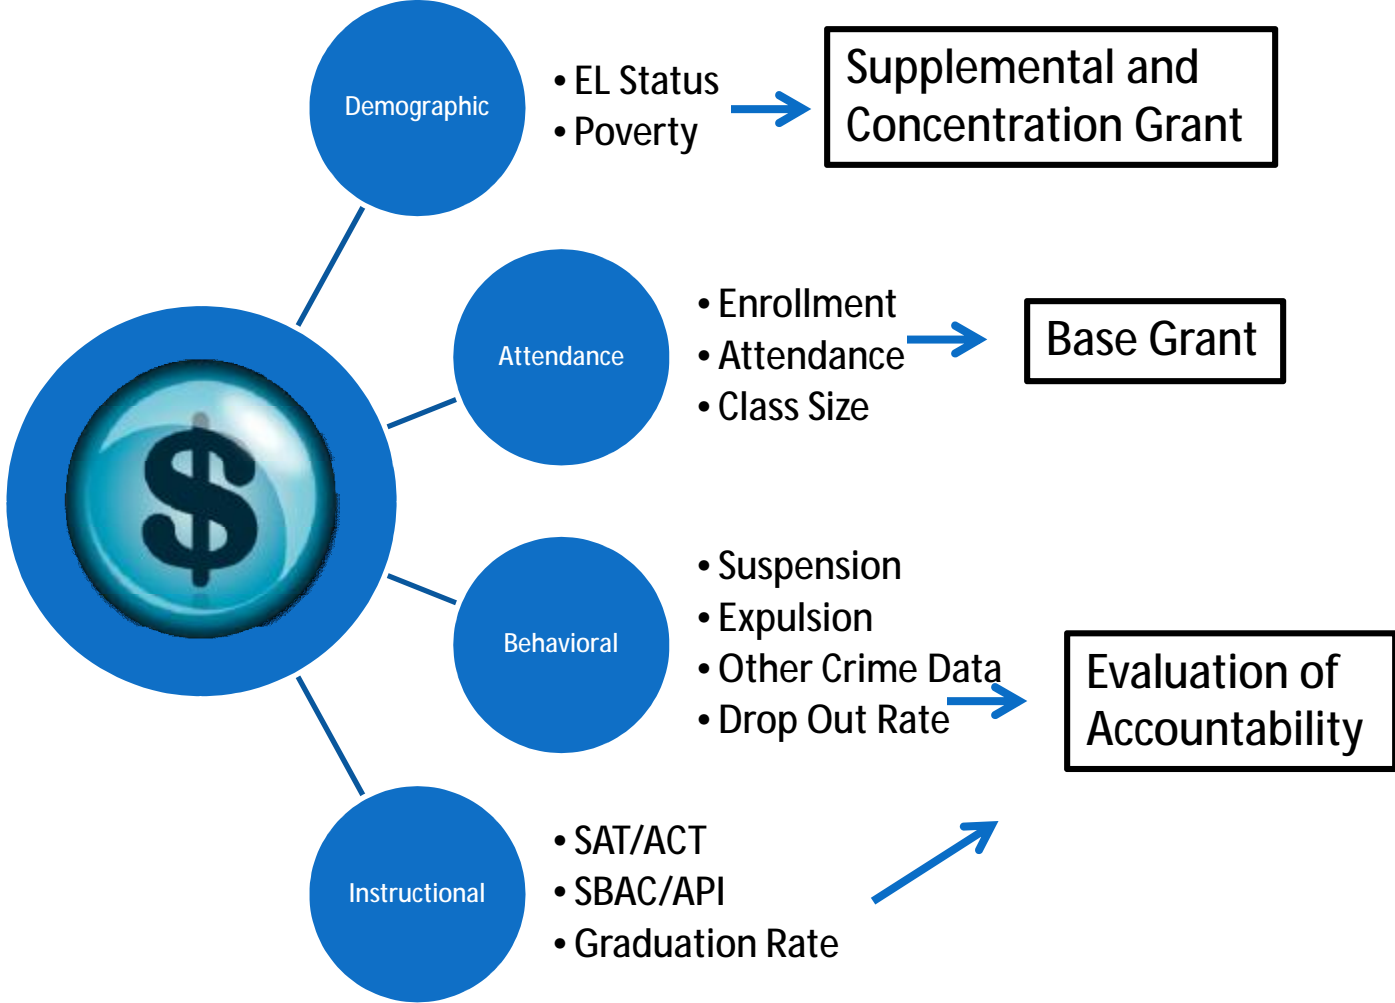 Demographic
• EL Status
• Poverty
Supplemental and
Concentration Grant
Attendance
• Enrollment
• Attendance
• Class Size
Base Grant
$
Behavioral
• Suspension
• Expulsion
• Other Crime Data
• Drop Out Rate
Evaluation of
Accountability
Instructional
• SAT/ACT
• SBAC/API
• Graduation Rate